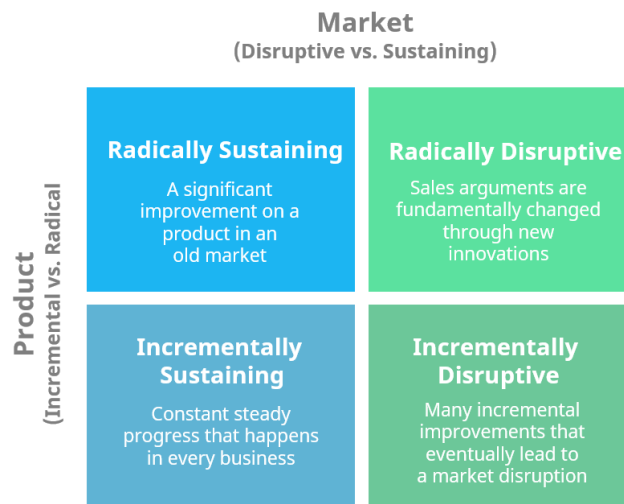 Market
(Disruptive vs. Sustaining)
Product
(Incremental vs. Radical
Radically Sustaining
A significant
improvement on a
product in an
old market
Radically Disruptive
Sales arguments are
fundamentally changed
through new
innovations
Incrementally
Sustaining
Constant steady
progress that happens
in every business
Incrementally
Disruptive
Many incremental
improvements that
eventually lead to
a market disruption